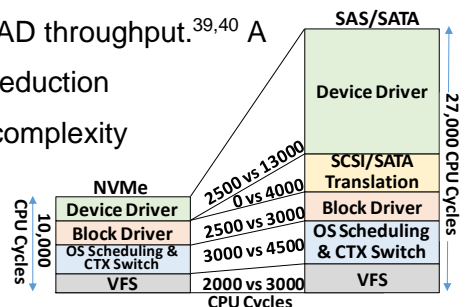 AD throughput.39,40 A
eduction
complexity
SAS/SATA
Device Driver
SCSI/SATA
Translation
Block Driver
OS Scheduling
CTX Switch
VFS
27,000 CPU Cycles
NVMe
Device Driver
Block Driver
OS Scheduling &
CTX Switch
VFS
10,000
CPU Cycles
2500 vs 13000
0 vs 4000
2500 vs 3000
3000 vs 4500
2000 vs 3000
CPU Cycles